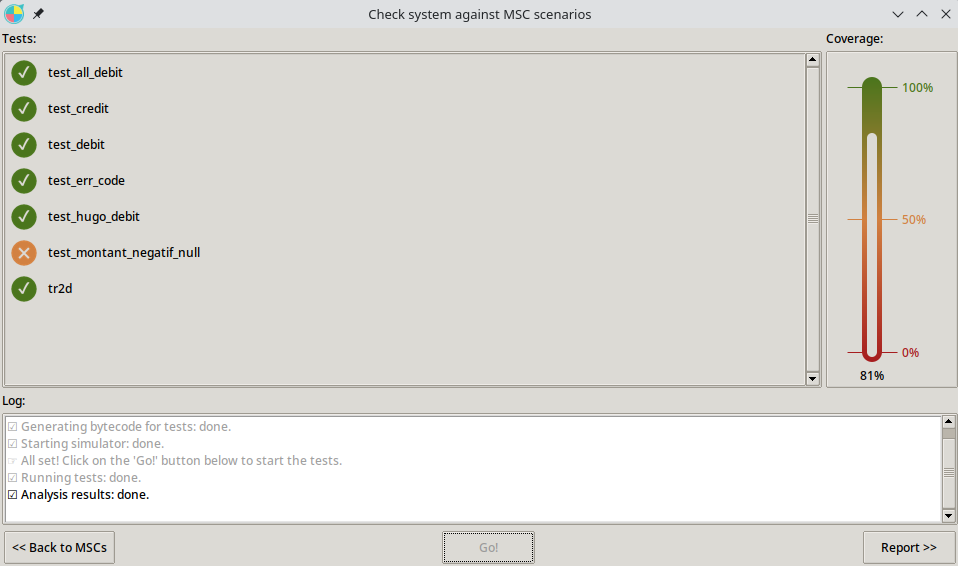 Check system against MSC scenarios
Tests:
test_all_debit
test_credit
test_debit
test_err_code
test_hugo_debit
test_montant_negatif_null
tr2d
Coverage:
100%
50%
0%
81%
Log:
☑ Generating bytecode for tests: done.
☑ Starting simulator: done.
☞ All set! Click on the 'Go!' button below to start the tests.
☑ Running tests: done.
☑ Analysis results: done.
<< Back to MSCs
Go!
Report >>